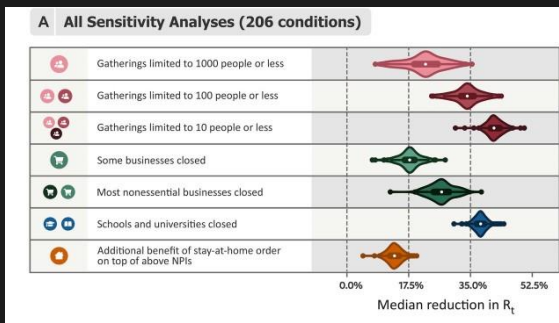 A All Sensitivity Analyses (206 conditions)
Gatherings limited to 1000 people or less
Gatherings limited to 100 people or less
Gatherings limited to 10 people or less
Some businesses closed
Most nonessential businesses closed
Schools and universities closed
Additional benefit of stay-at-home order
on top of above NPIs
0.0% 17.5% 35.0% 52.5%
Median reduction in Rt